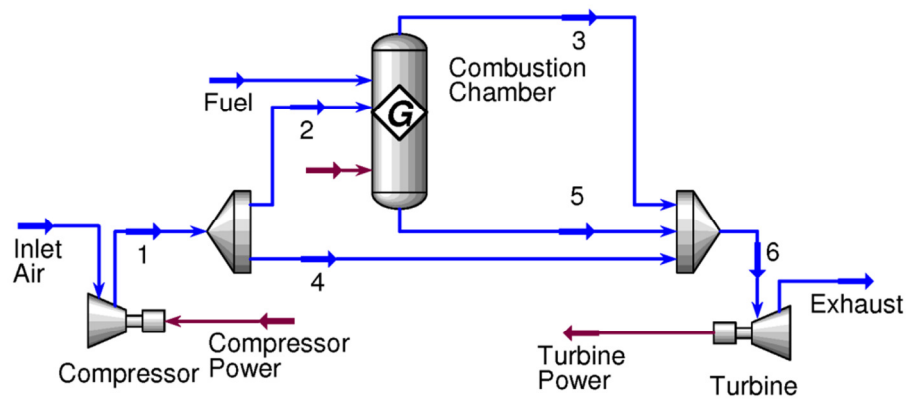 3
Combustion
Chamber
Fuel
G
2
5
Inlet
Air
1
4
6
Exhaust
Compressor
Power
Compressor
Turbine
Power
Turbine